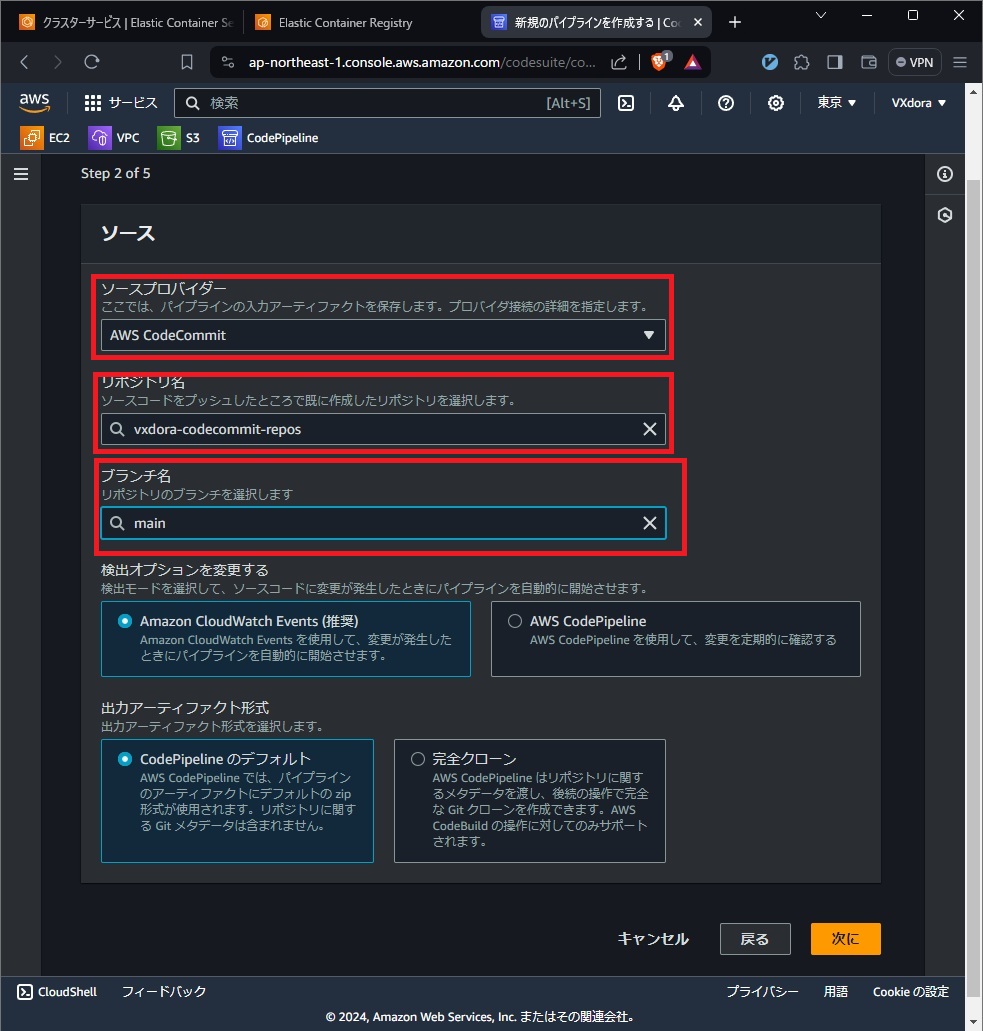 クラスターサービス | Elastic Container Se
Elastic Container Registry
新規のパイプラインを作成する | Co
ap-northeast-1.console.aws.amazon.com/codesuite/co...
1
VPN
aws
サービス
検索
[Alt+S]
東京
VXdora
EC2
VPC
S3
CodePipeline
Step 2 of 5
ソース
ソースプロバイダー
ここでは、パイプラインの入力アーティファクトを保存します。プロバイダ接続の詳細を指定します。
AWS CodeCommit
リポジトリ名
ソースコードをプッシュしたところで既に作成したリポジトリを選択します。
vxdora-codecommit-repos
ブランチ名
リポジトリのブランチを選択します
main
検出オプションを変更する
検出モードを選択して、ソースコードに変更が発生したときにパイプラインを自動的に開始させます。
Amazon CloudWatch Events (推奨)
Amazon CloudWatch Events を使用して、変更が発生した
ときにパイプラインを自動的に開始させます。
AWS CodePipeline
AWS CodePipeline を使用して、変更を定期的に確認する
出力アーティファクト形式
出力アーティファクト形式を選択します。
CodePipeline のデフォルト
AWS CodePipeline では、パイプライン
のアーティファクトにデフォルトの zip
形式が使用されます。リポジトリに関す
る Git メタデータは含まれません。
完全クローン
AWS CodePipeline はリポジトリに関す
るメタデータを渡し、後続の操作で完全
な Git クローンを作成できます。AWS
CodeBuild の操作に対してのみサポート
されます。
キャンセル
戻る
次に
CloudShell
フィードバック
プライバシー
用語
Cookie の設定
© 2024, Amazon Web Services, Inc. またはその関連会社。